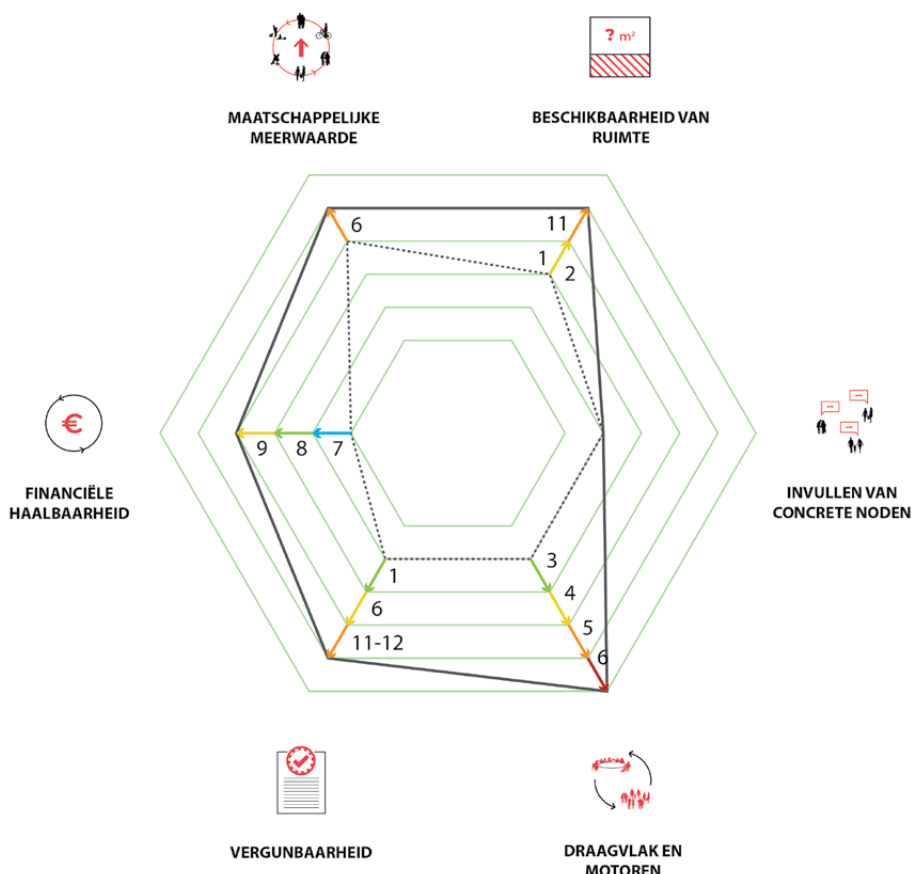 ? m²
MAATSCHAPPELIJKE
MEERWAARDE
BESCHIKBAARHEID VAN
RUIMTE
6
11
1
2
€
9
8
7
FINANCIËLE
HAALBAARHEID
INVULLEN VAN
CONCRETE NODEN
1
3
6
4
11-12
5
6
VERGUNBAARHEID
DRAAGVLAK EN
MOTOREN